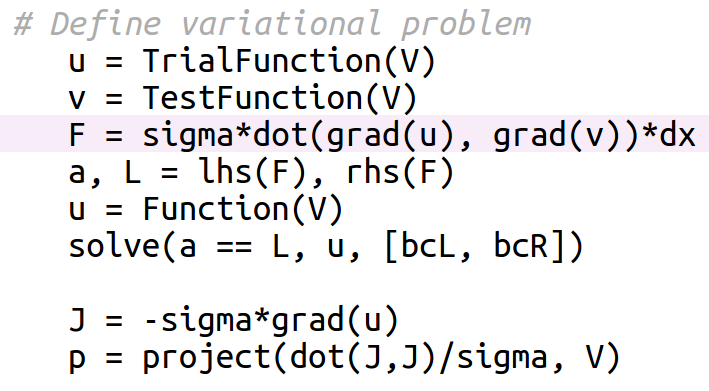 # Define variational problem
u = TrialFunction(V)
v = TestFunction(V)
F = sigma*dot(grad(u), grad(v))*dx
a, L = lhs(F), rhs(F)
u = Function(V)
solve(a == L, u, [bcL, bcR])
J = -sigma*grad(u)
p = project(dot(J,J)/sigma, V)